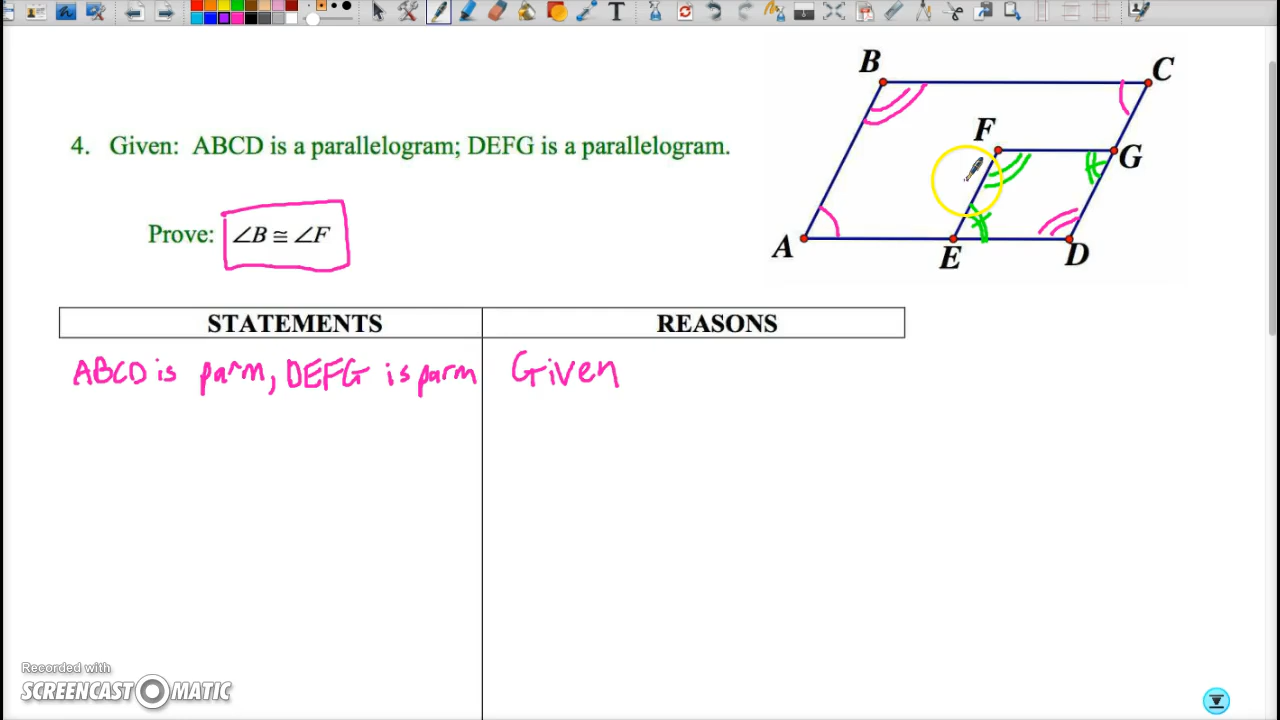 B
C
F
G
A
E
D
4. Given: ABCD is a parallelogram; DEFG is a parallelogram.
Prove: ∠B ≅ ∠F
STATEMENTS REASONS
ABCD is parm, DEFG is parm Given
Recorded with
SCREENCAST O MATIC